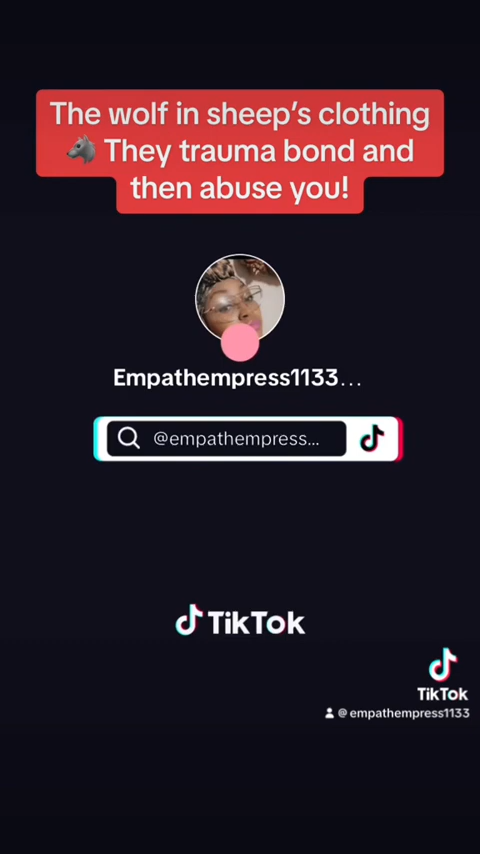 The wolf in sheep’s clothing
🐺 They trauma bond and
then abuse you!
Empathempress1133...
@empathempress...
TikTok
TikTok
@empathempress1133